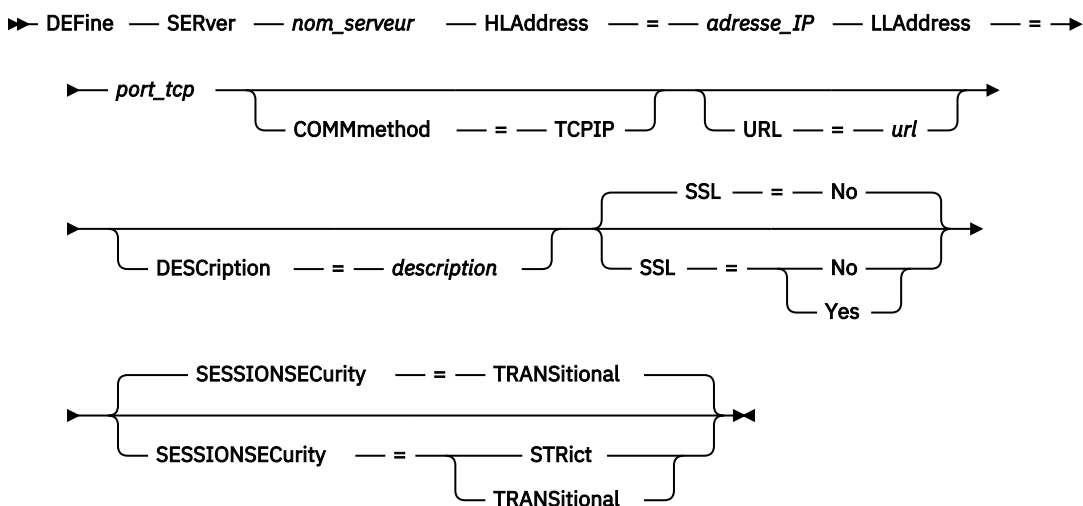 DEFine SERver nom_serveur HLAddress = adresse_IP LLAddress =
port_tcp
COMMmethod = TCPIP URL = url
SSL = No
DESCription = description SSL = No
Yes
SESSIONSECurity = TRANSitional
SESSIONSECurity = STRict
TRANSitional